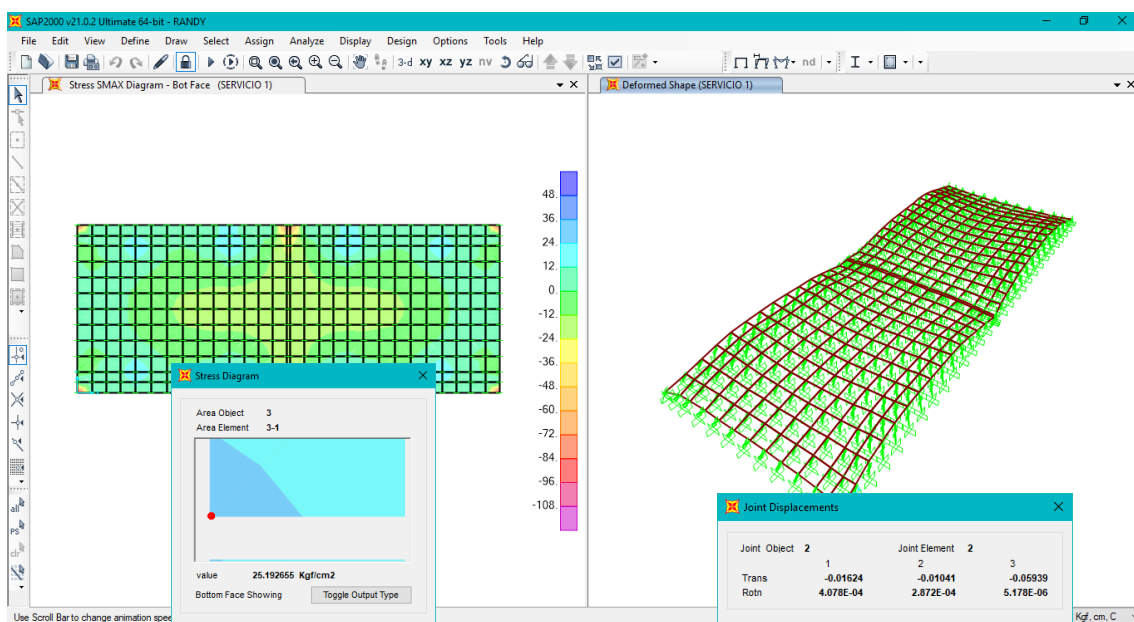 SAP2000 v21.0.2 Ultimate 64-bit - RANDY
File Edit View Define Draw Select Assign Analyze Display Design Options Tools Help
3-d xy xz yz nv nd
Stress SMAX Diagram - Bot Face (SERVICIO 1)
Deformed Shape (SERVICIO 1)
48.
36.
24.
12.
0.
-12.
-24.
-36.
-48.
-60.
-72.
-84.
-96.
-108.
Stress Diagram
Area Object 3
Area Element 3-1
value 25.192655 Kgf/cm2
Bottom Face Showing Toggle Output Type
Joint Displacements
Joint Object 2 Joint Element 2
1 2 3
Trans -0.01624 -0.01041 -0.05939
Rotn 4.078E-04 2.872E-04 5.178E-06
all
PS
clr
Use Scroll Bar to change animation spee
Kgf, cm, C